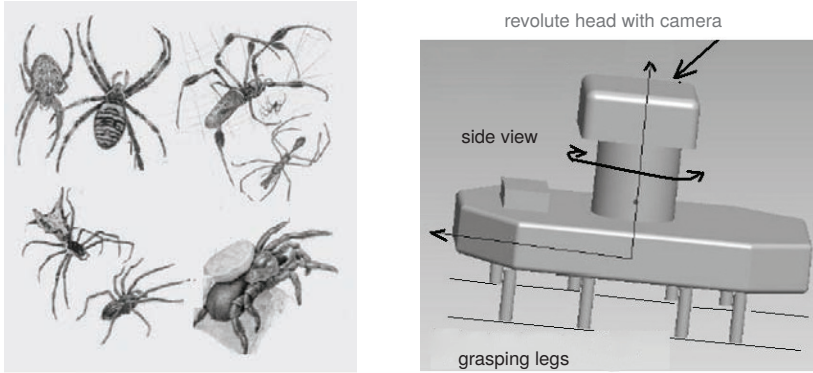 revolute head with camera
side view
grasping legs